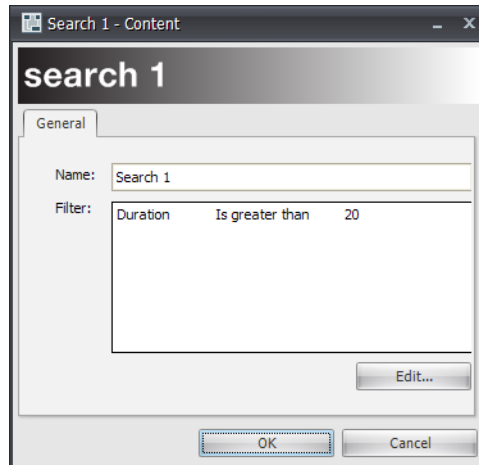 Search 1 - Content
search 1
General
Name: Search 1
Filter: Duration Is greater than 20
Edit...
OK Cancel